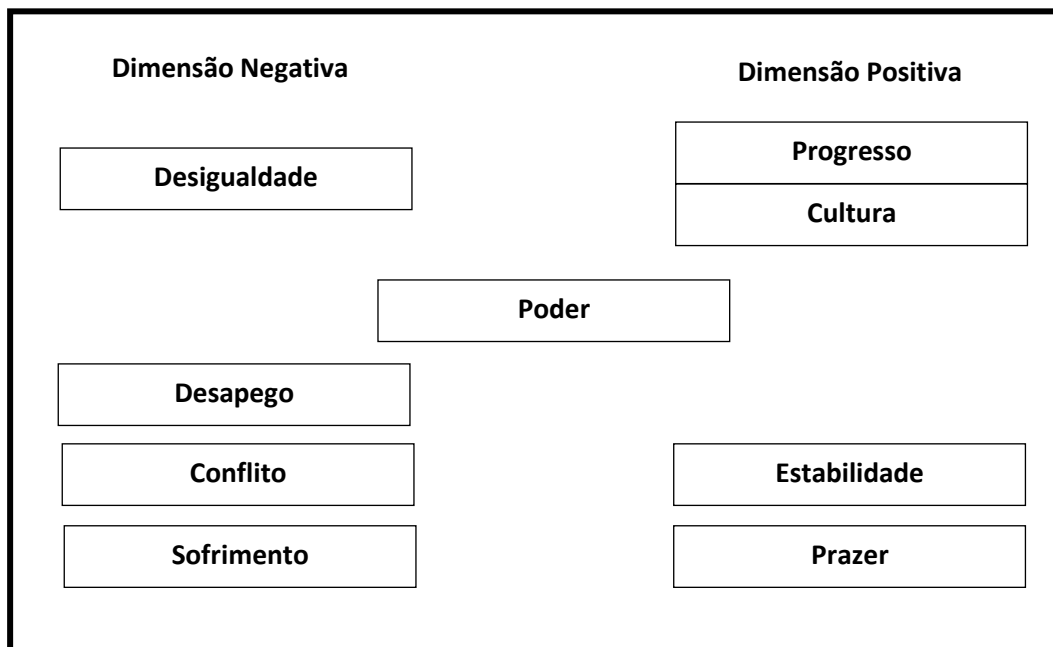 Dimensão Negativa
Dimensão Positiva
Desigualdade
Progresso
Cultura
Poder
Desapego
Conflito
Estabilidade
Sofrimento
Prazer